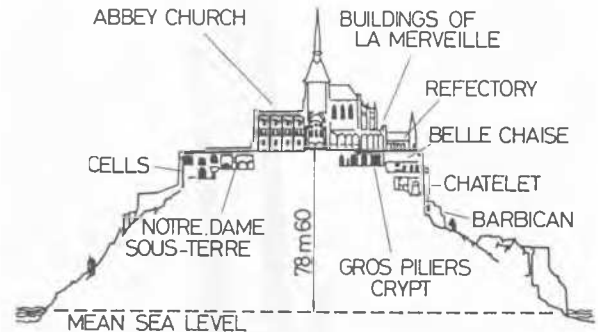 ABBEY CHURCH
BUILDINGS OF
LA MERVEILLE
REFECTORY
BELLE CHAISE
CELLS
CHATELET
NOTRE.DAME
SOUS-TERRE
BARBICAN
78m60
GROS PILIERS
CRYPT
MEAN SEA LEVEL